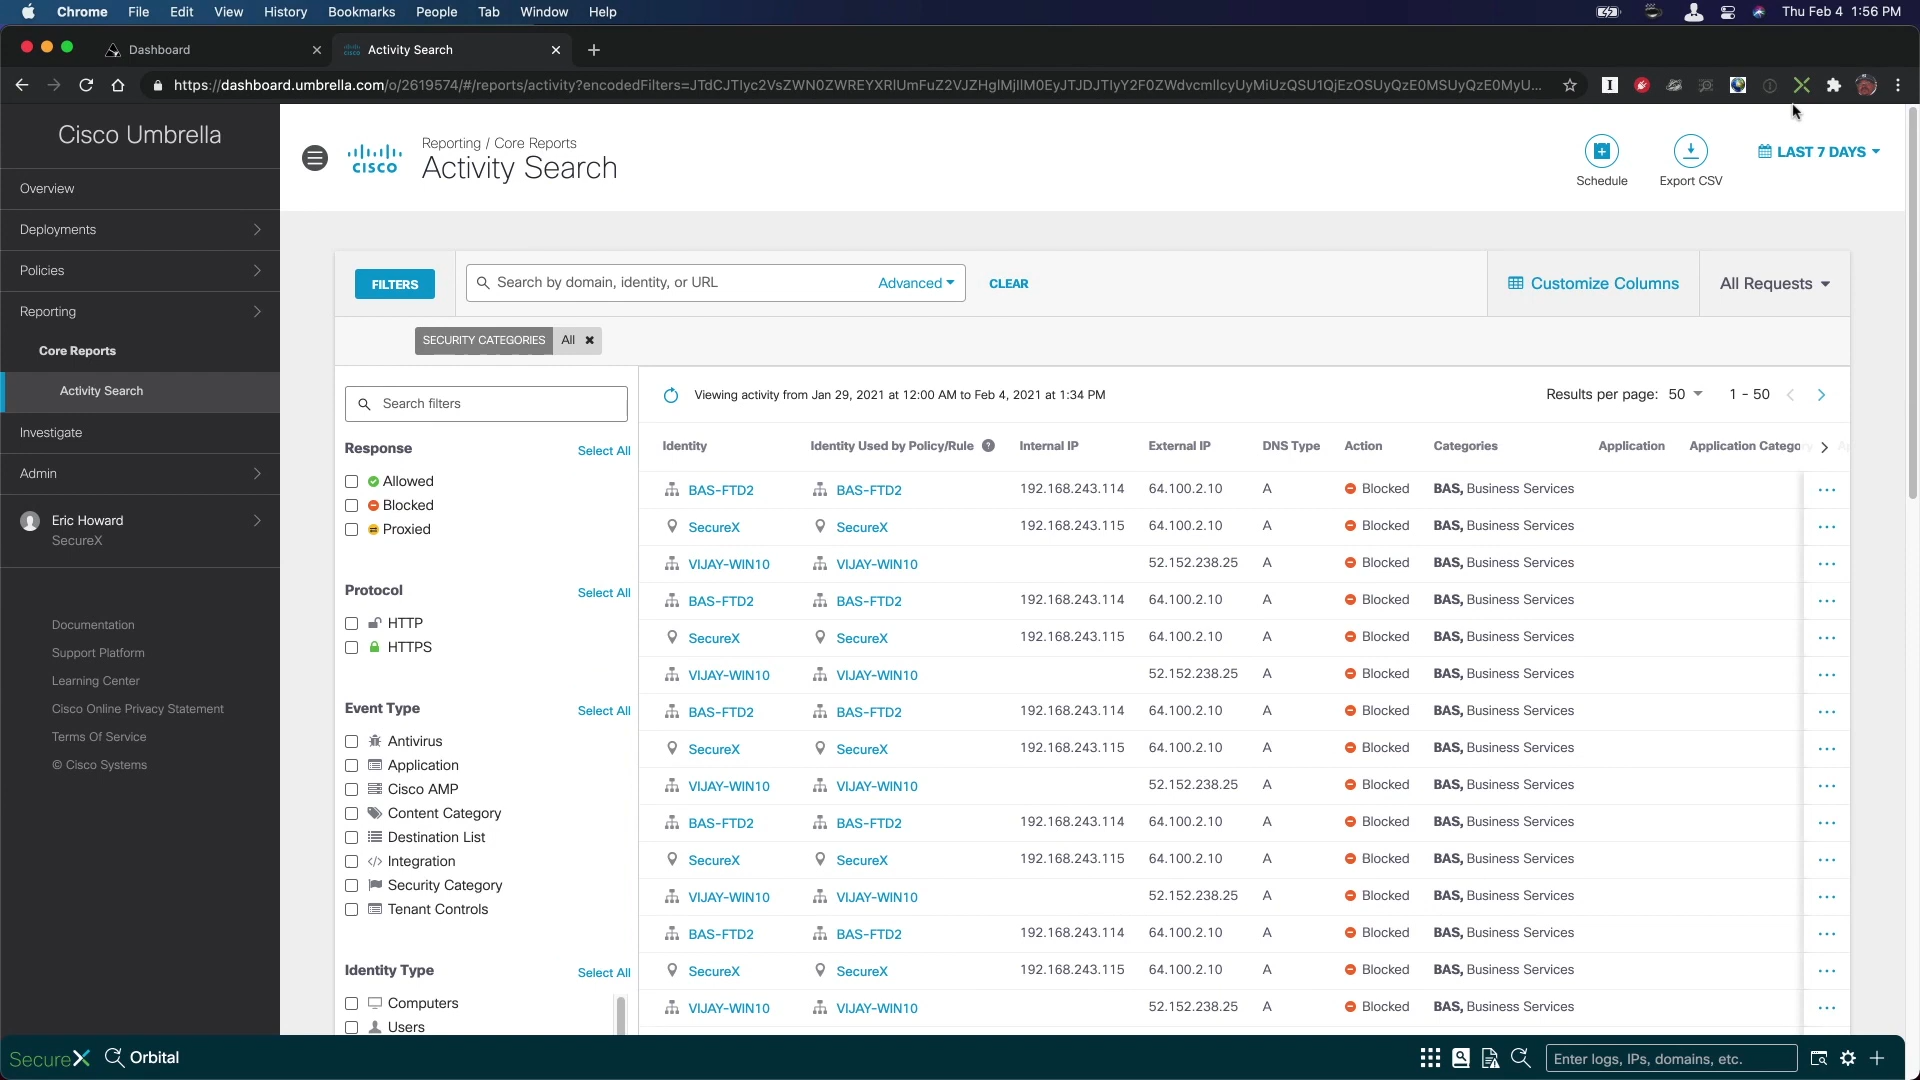 Chrome File Edit View History Bookmarks People Tab Window Help Thu Feb 4 1:56 PM
Dashboard Activity Search
https://dashboard.umbrella.com/o/2619574/#/reports/activity?encodedFilters=
Cisco Umbrella
Overview
Deployments
Policies
Reporting
Core Reports
Activity Search
Investigate
Admin
Eric Howard
SecureX
Documentation
Support Platform
Learning Center
Cisco Online Privacy Statement
Terms Of Service
© Cisco Systems
CISCO
Reporting / Core Reports
Activity Search
Schedule
Export CSV
LAST 7 DAYS
FILTERS Search by domain, identity, or URL Advanced CLEAR Customize Columns All Requests
SECURITY CATEGORIES All
Search filters
Response Select All
Allowed
Blocked
Proxied
Protocol Select All
HTTP
HTTPS
Event Type Select All
Antivirus
Application
Cisco AMP
Content Category
Destination List
Integration
Security Category
Tenant Controls
Identity Type Select All
Computers
Users
Viewing activity from Jan 29, 2021 at 12:00 AM to Feb 4, 2021 at 1:34 PM Results per page: 50 1 - 50
Identity Identity Used by Policy/Rule Internal IP External IP DNS Type Action Categories Application Application Catego
BAS-FTD2 BAS-FTD2 192.168.243.114 64.100.2.10 A Blocked BAS, Business Services
SecureX SecureX 192.168.243.115 64.100.2.10 A Blocked BAS, Business Services
VIJAY-WIN10 VIJAY-WIN10 52.152.238.25 A Blocked BAS, Business Services
BAS-FTD2 BAS-FTD2 192.168.243.114 64.100.2.10 A Blocked BAS, Business Services
SecureX SecureX 192.168.243.115 64.100.2.10 A Blocked BAS, Business Services
VIJAY-WIN10 VIJAY-WIN10 52.152.238.25 A Blocked BAS, Business Services
BAS-FTD2 BAS-FTD2 192.168.243.114 64.100.2.10 A Blocked BAS, Business Services
SecureX SecureX 192.168.243.115 64.100.2.10 A Blocked BAS, Business Services
VIJAY-WIN10 VIJAY-WIN10 52.152.238.25 A Blocked BAS, Business Services
BAS-FTD2 BAS-FTD2 192.168.243.114 64.100.2.10 A Blocked BAS, Business Services
SecureX SecureX 192.168.243.115 64.100.2.10 A Blocked BAS, Business Services
VIJAY-WIN10 VIJAY-WIN10 52.152.238.25 A Blocked BAS, Business Services
BAS-FTD2 BAS-FTD2 192.168.243.114 64.100.2.10 A Blocked BAS, Business Services
SecureX SecureX 192.168.243.115 64.100.2.10 A Blocked BAS, Business Services
VIJAY-WIN10 VIJAY-WIN10 52.152.238.25 A Blocked BAS, Business Services
SecureX Orbital Enter logs, IPs, domains, etc.